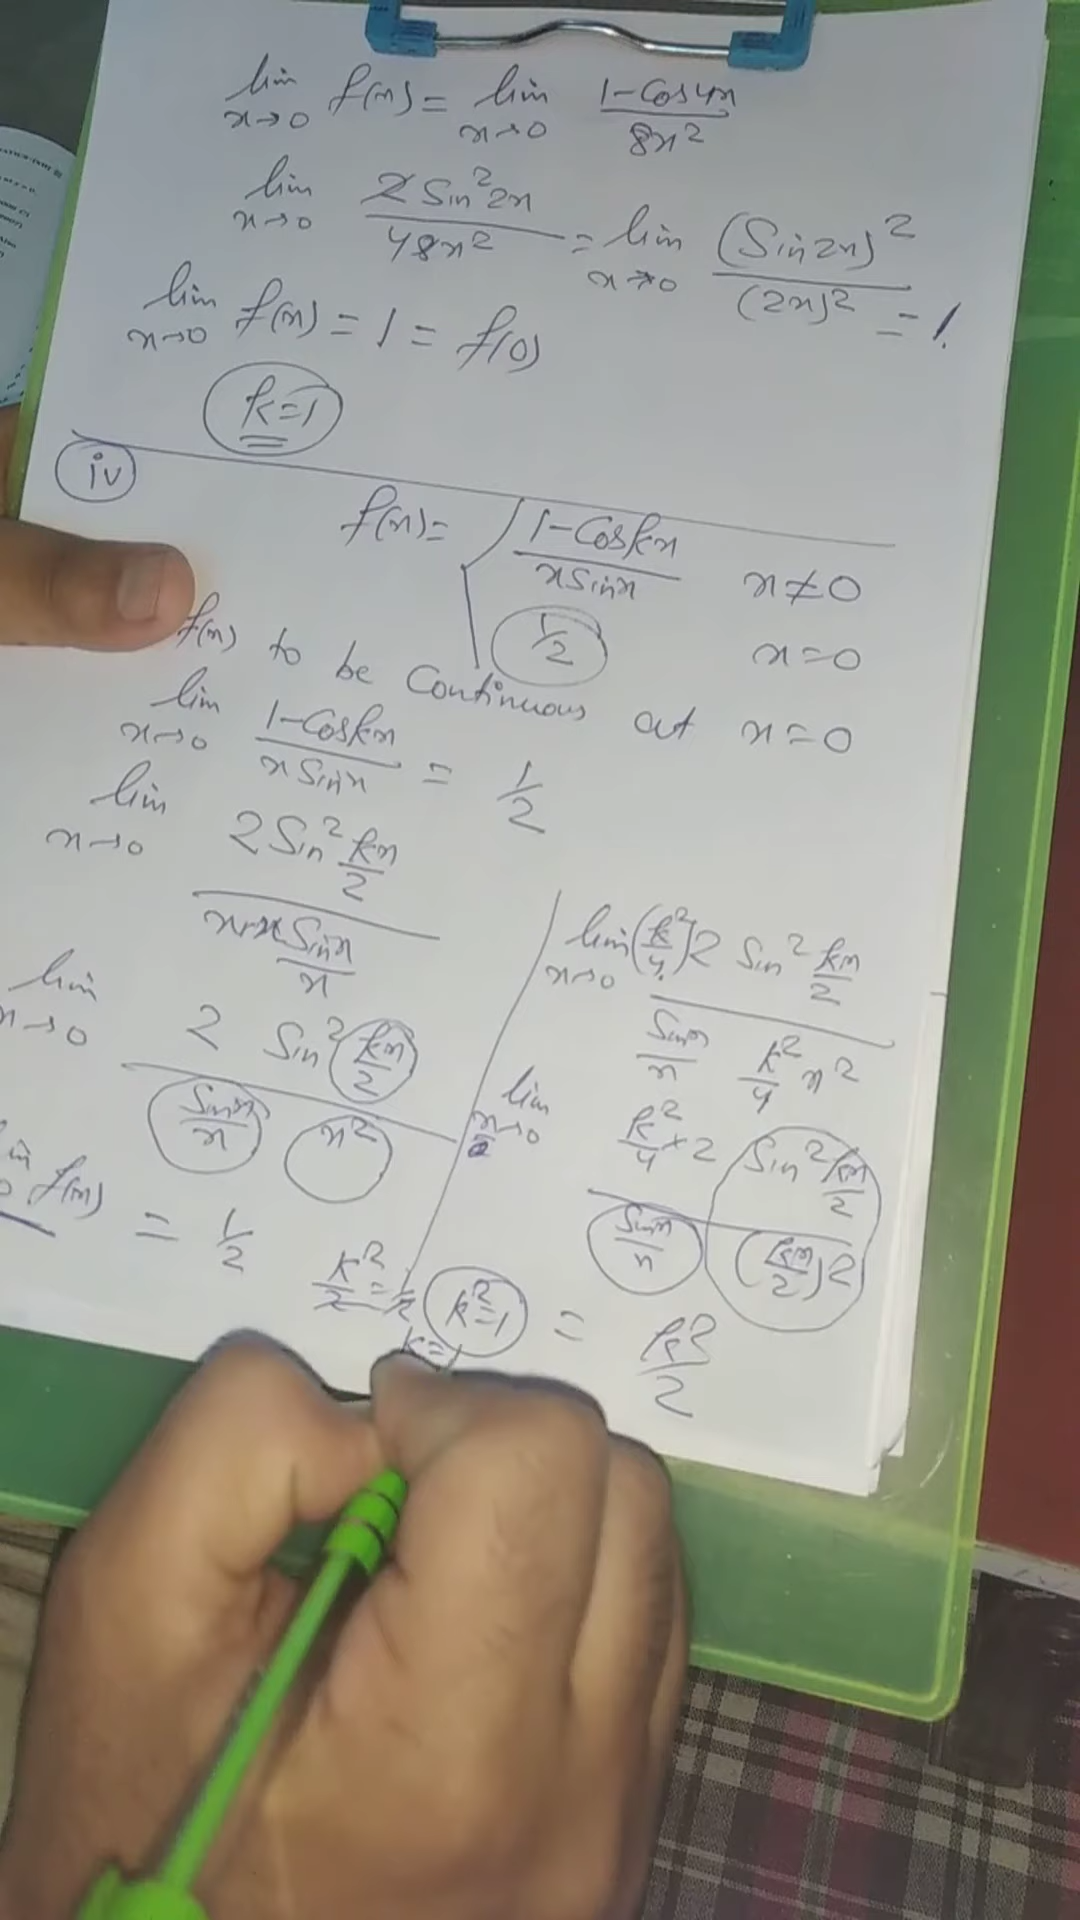 lim x→0 f(x) = lim x→0 1-Cos4x / 8x²
lim x→0 2 Sin²2x / 48x² = lim x→0 (Sin2x)² / (2x)² = 1.
lim x→0 f(x) = 1 = f(0)
k=1
iv
f(x) = 1-Coskx / xSinx x≠0
1/2 x=0
f(x) to be Continuous at x=0
lim x→0 1-Coskx / xSinx = 1/2
lim x→0 2Sin² kx/2 / x·x Sinx/x
lim x→0 2 Sin² kx/2 / Sinx/x x²
f(x) = 1/2
lim x→0 (k²/4) 2 Sin² kx/2 / Sinx/x k²/4 x²
lim x→0 k²/4 × 2 Sin² kx/2 / Sinx/x (kx/2)²
= k²/2
k²/2 = 1/2
k²=1
k=